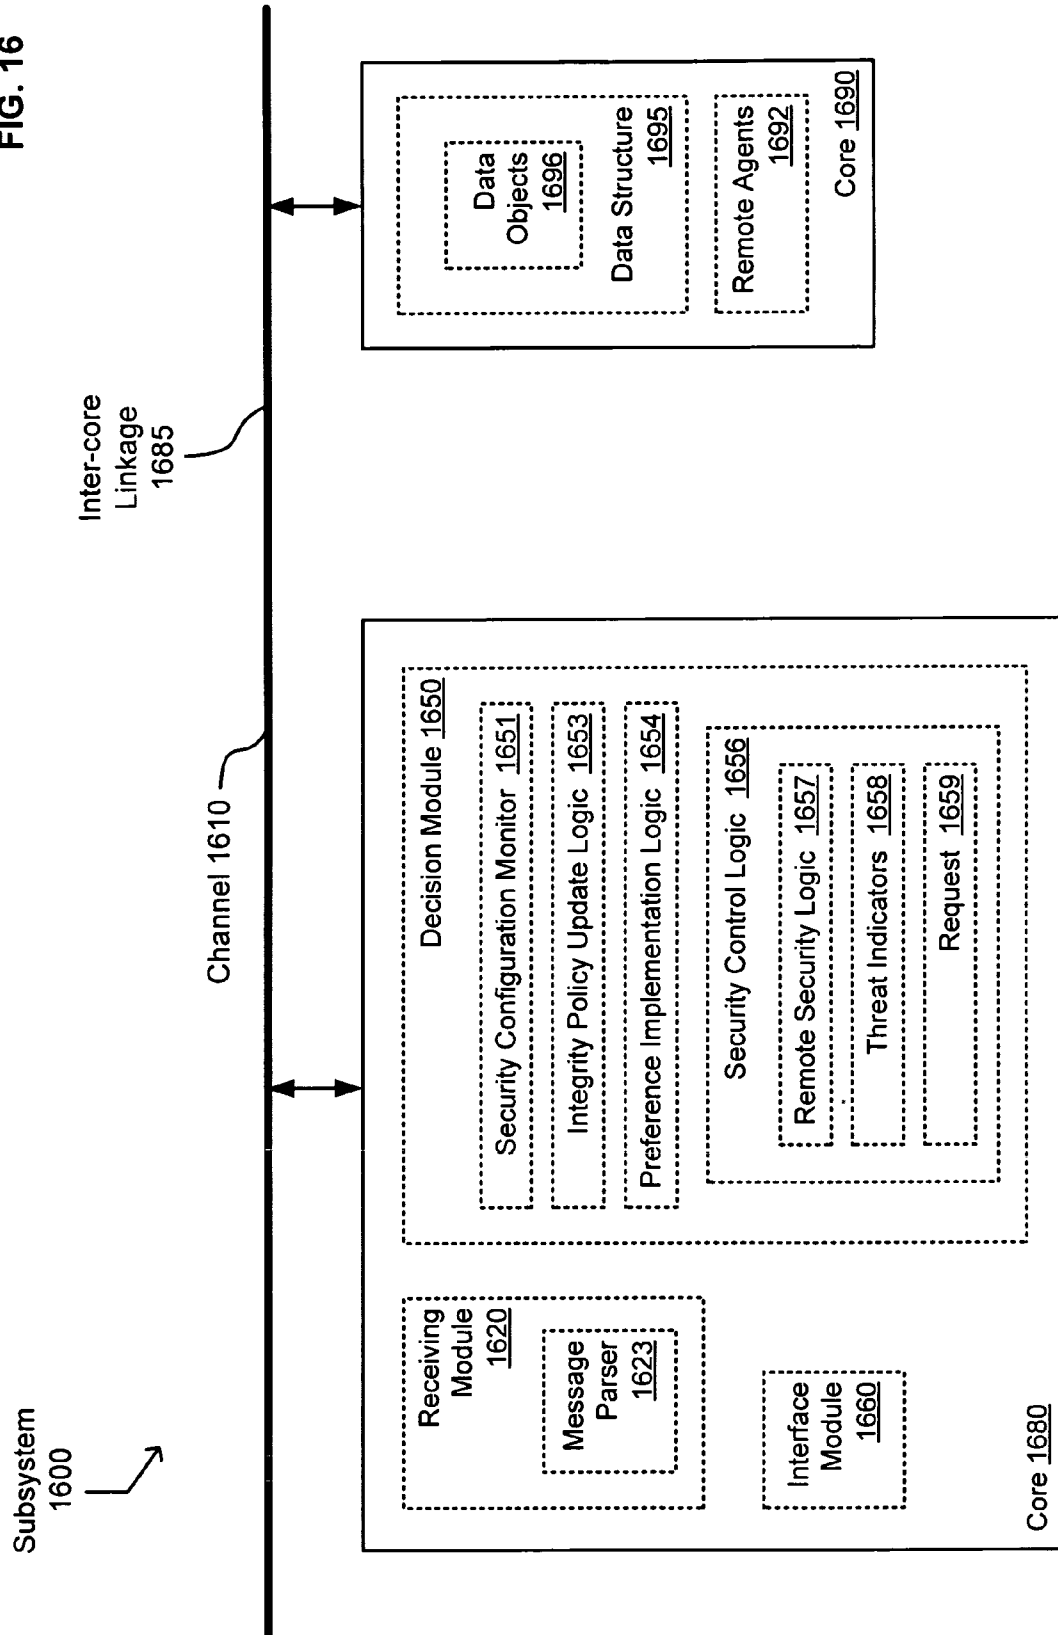 FIG. 16
Subsystem
1600
Channel 1610
Inter-core
Linkage
1685
Receiving
Module
1620
Message
Parser
1623
Interface
Module
1660
Core 1680
Decision Module 1650
Security Configuration Monitor 1651
Integrity Policy Update Logic 1653
Preference Implementation Logic 1654
Security Control Logic 1656
Remote Security Logic 1657
Threat Indicators 1658
Request 1659
Data
Objects
1696
Data Structure
1695
Remote Agents
1692
Core 1690